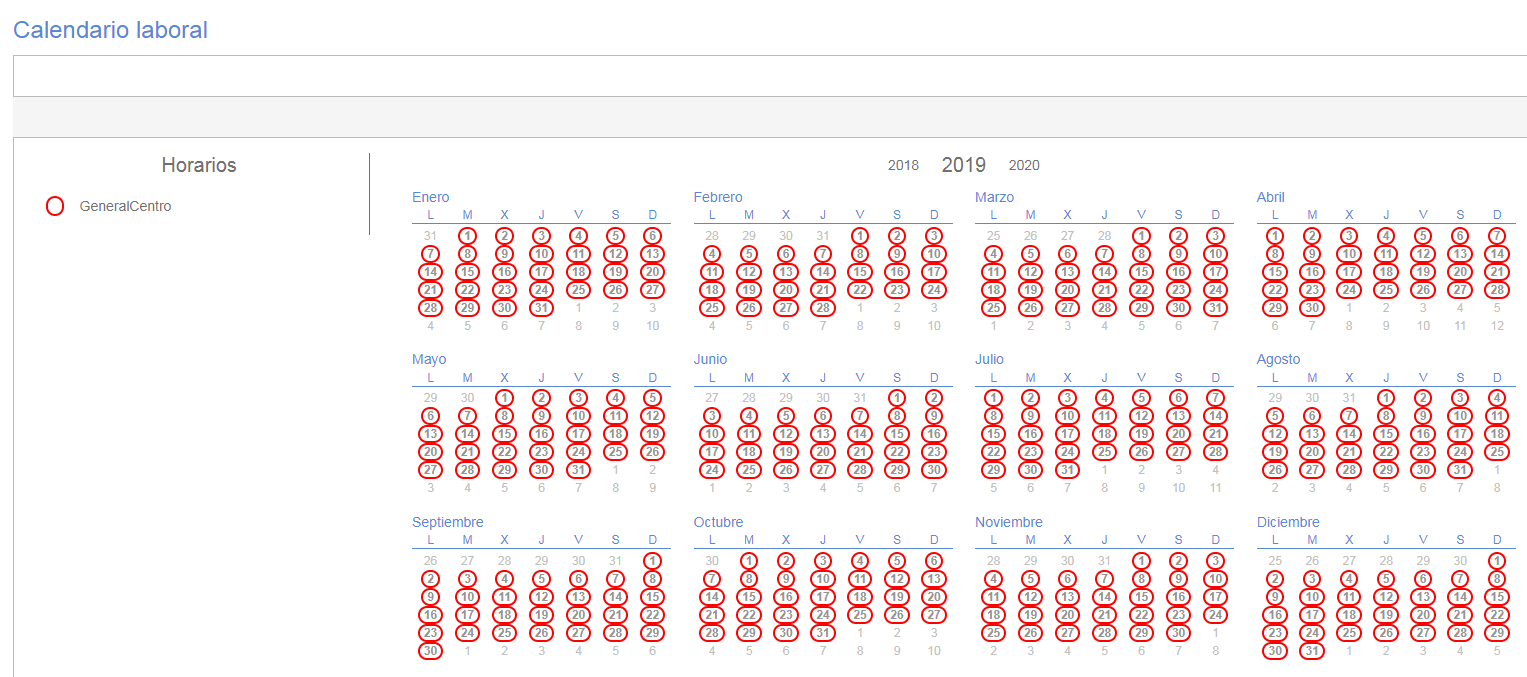 Calendario laboral
Horarios
GeneralCentro
2018 2019 2020
Enero Febrero Marzo Abril
L M X J V S D L M X J V S D L M X J V S D L M X J V S D
31 1 2 3 4 5 6 28 29 30 31 1 2 3 25 26 27 28 1 2 3 1 2 3 4 5 6 7
7 8 9 10 11 12 13 4 5 6 7 8 9 10 4 5 6 7 8 9 10 8 9 10 11 12 13 14
14 15 16 17 18 19 20 11 12 13 14 15 16 17 11 12 13 14 15 16 17 15 16 17 18 19 20 21
21 22 23 24 25 26 27 18 19 20 21 22 23 24 18 19 20 21 22 23 24 22 23 24 25 26 27 28
28 29 30 31 1 2 3 25 26 27 28 1 2 3 25 26 27 28 29 30 31 29 30 1 2 3 4 5
4 5 6 7 8 9 10 4 5 6 7 8 9 10 1 2 3 4 5 6 7 6 7 8 9 10 11 12
Mayo Junio Julio Agosto
L M X J V S D L M X J V S D L M X J V S D L M X J V S D
29 30 1 2 3 4 5 27 28 29 30 31 1 2 1 2 3 4 5 6 7 29 30 31 1 2 3 4
6 7 8 9 10 11 12 3 4 5 6 7 8 9 8 9 10 11 12 13 14 5 6 7 8 9 10 11
13 14 15 16 17 18 19 10 11 12 13 14 15 16 15 16 17 18 19 20 21 12 13 14 15 16 17 18
20 21 22 23 24 25 26 17 18 19 20 21 22 23 22 23 24 25 26 27 28 19 20 21 22 23 24 25
27 28 29 30 31 1 2 24 25 26 27 28 29 30 29 30 31 1 2 3 4 26 27 28 29 30 31 1
3 4 5 6 7 8 9 1 2 3 4 5 6 7 5 6 7 8 9 10 11 2 3 4 5 6 7 8
Septiembre Octubre Noviembre Diciembre
L M X J V S D L M X J V S D L M X J V S D L M X J V S D
26 27 28 29 30 31 1 30 1 2 3 4 5 6 28 29 30 31 1 2 3 25 26 27 28 29 30 1
2 3 4 5 6 7 8 7 8 9 10 11 12 13 4 5 6 7 8 9 10 2 3 4 5 6 7 8
9 10 11 12 13 14 15 14 15 16 17 18 19 20 11 12 13 14 15 16 17 9 10 11 12 13 14 15
16 17 18 19 20 21 22 21 22 23 24 25 26 27 18 19 20 21 22 23 24 16 17 18 19 20 21 22
23 24 25 26 27 28 29 28 29 30 31 1 2 3 25 26 27 28 29 30 1 23 24 25 26 27 28 29
30 1 2 3 4 5 6 4 5 6 7 8 9 10 2 3 4 5 6 7 8 30 31 1 2 3 4 5